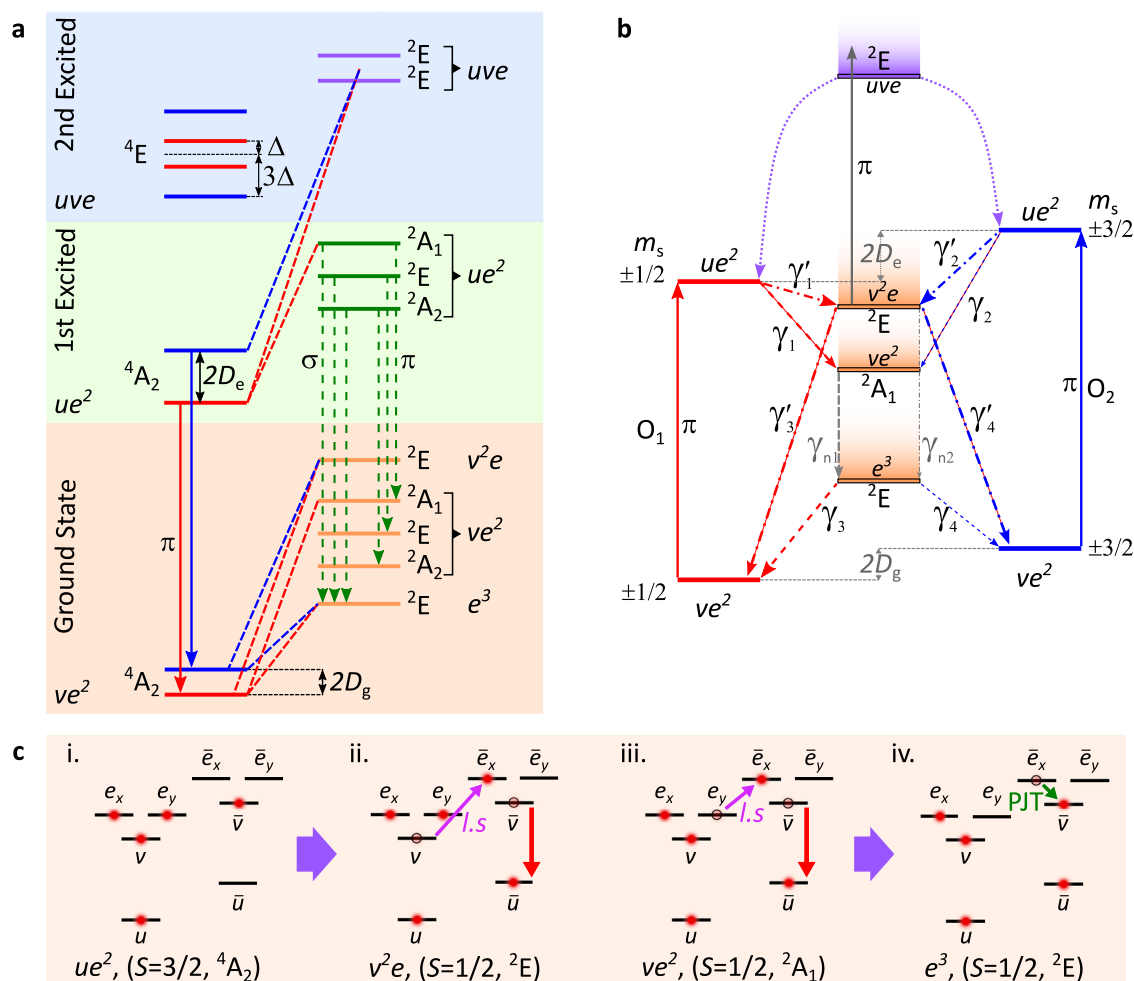 a
2nd Excited
1st Excited
Ground State
²E
²E
uve
⁴E
Δ
3Δ
uve
²A₁
²E
²A₂
ue²
σ
π
⁴A₂
2Dₑ
ue²
²E v²e
²A₁
²E
²A₂
ve²
²E e³
π
⁴A₂
2D_g
ve²
b
²E
uve
π
mₛ
±1/2
ue²
2Dₑ
ue²
mₛ
±3/2
γ′₁
γ′₂
v²e
²E
γ₁
γ₂
ve²
²A₁
O₁
π
γ′₃
γ′₄
π
O₂
γₙ₁
γₙ₂
e³
²E
γ₃
γ₄
±1/2
ve²
2D_g
ve²
±3/2
c
i.
ēₓ ē_y
eₓ e_y
v̄
v
ū
u
ue², (S=3/2, ⁴A₂)
ii.
ēₓ ē_y
eₓ e_y
l.s
v̄
v
ū
u
v²e, (S=1/2, ²E)
iii.
ēₓ ē_y
eₓ e_y
l.s
v̄
v
ū
u
ve², (S=1/2, ²A₁)
iv.
ēₓ ē_y
eₓ e_y
PJT
v̄
v
ū
u
e³, (S=1/2, ²E)